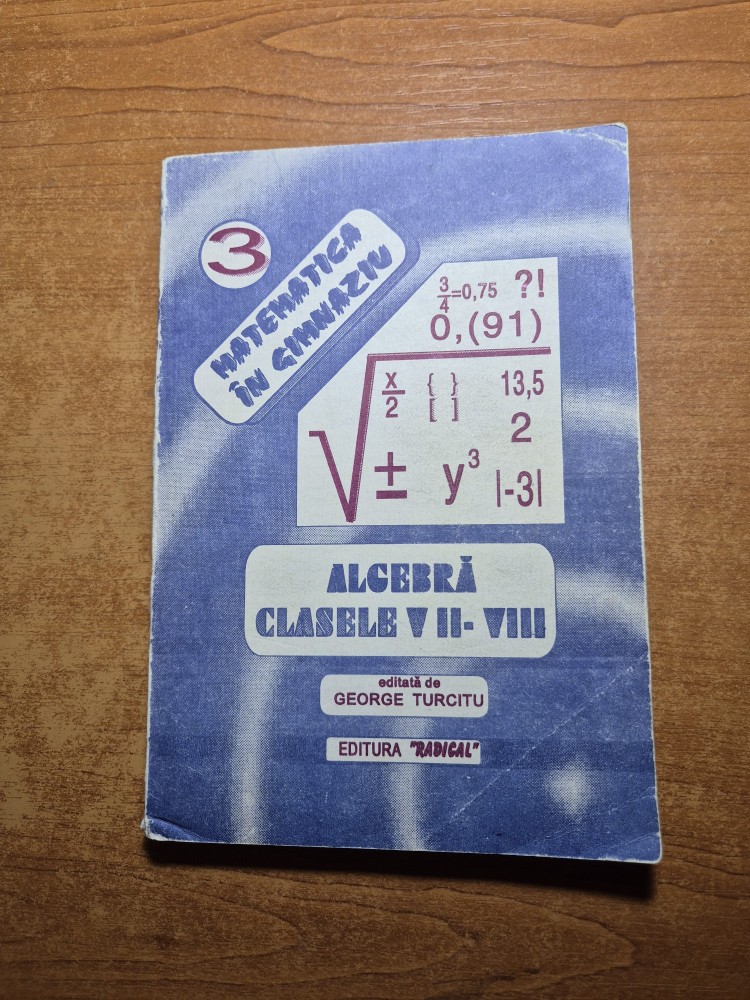 3
MATEMATICA
ÎN GIMNAZIU
3/4=0,75 ?!
0,(91)
√
x/2 { } 13,5
[ ] 2
± y³ |-3|
ALGEBRĂ
CLASELE VII-VIII
editată de
GEORGE TURCITU
EDITURA "RADICAL"